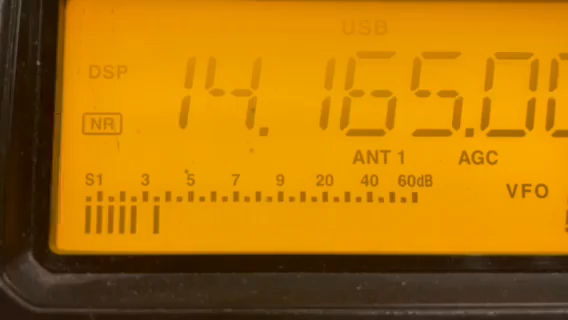 USB
DSP
14.165.00
NR
ANT 1 AGC
S1 3 5 7 9 20 40 60dB
VFO